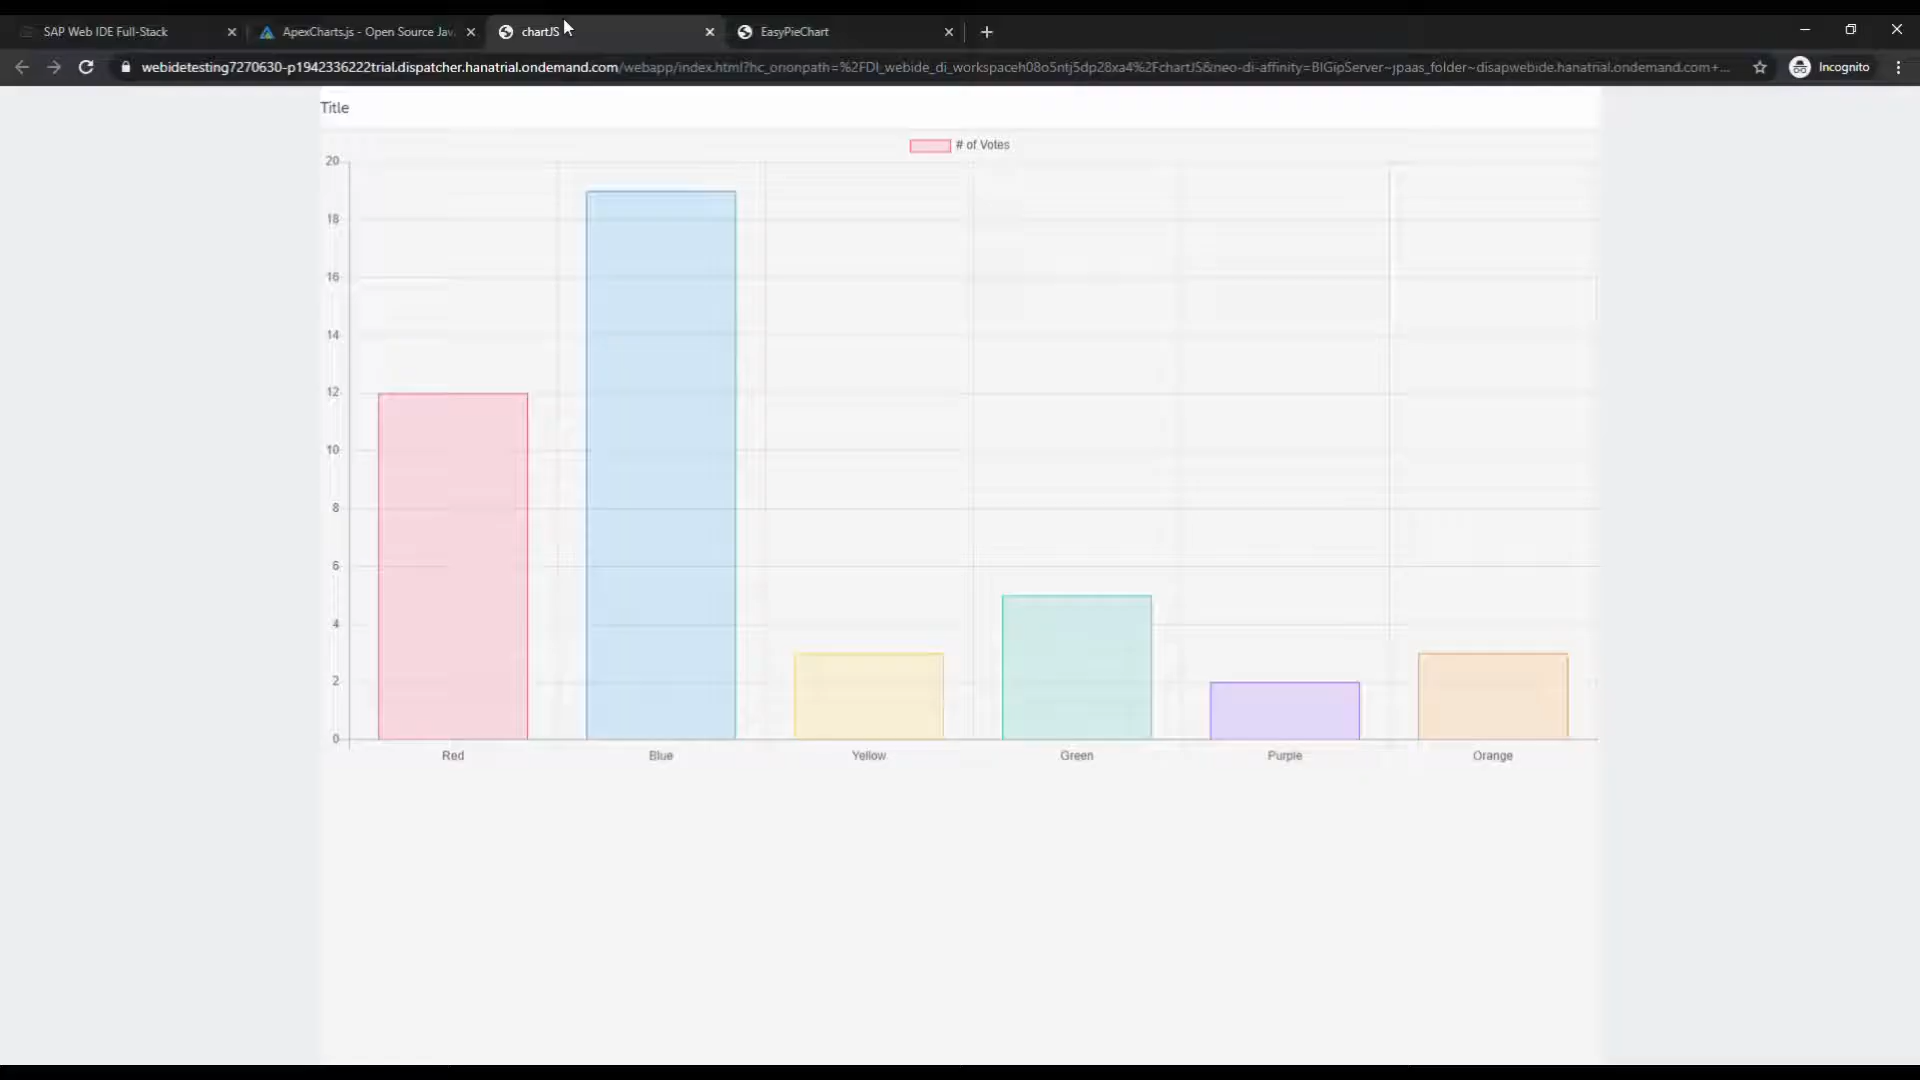 SAP Web IDE Full-Stack
ApexCharts.js - Open Source Jav
chartJS
EasyPieChart
webidetesting7270630-p1942336222trial.dispatcher.hanatrial.ondemand.com/webapp/index.html?hc_orionpath=%2FDI_webide_di_workspaceh08o5ntj5dp28xa4%2FchartJS&neo-di-affinity=BIGipServer~jpaas_folder~disapwebide.hanatrial.ondemand.com+...
Incognito
Title
# of Votes
20
18
16
14
12
10
8
6
4
2
0
Red Blue Yellow Green Purple Orange